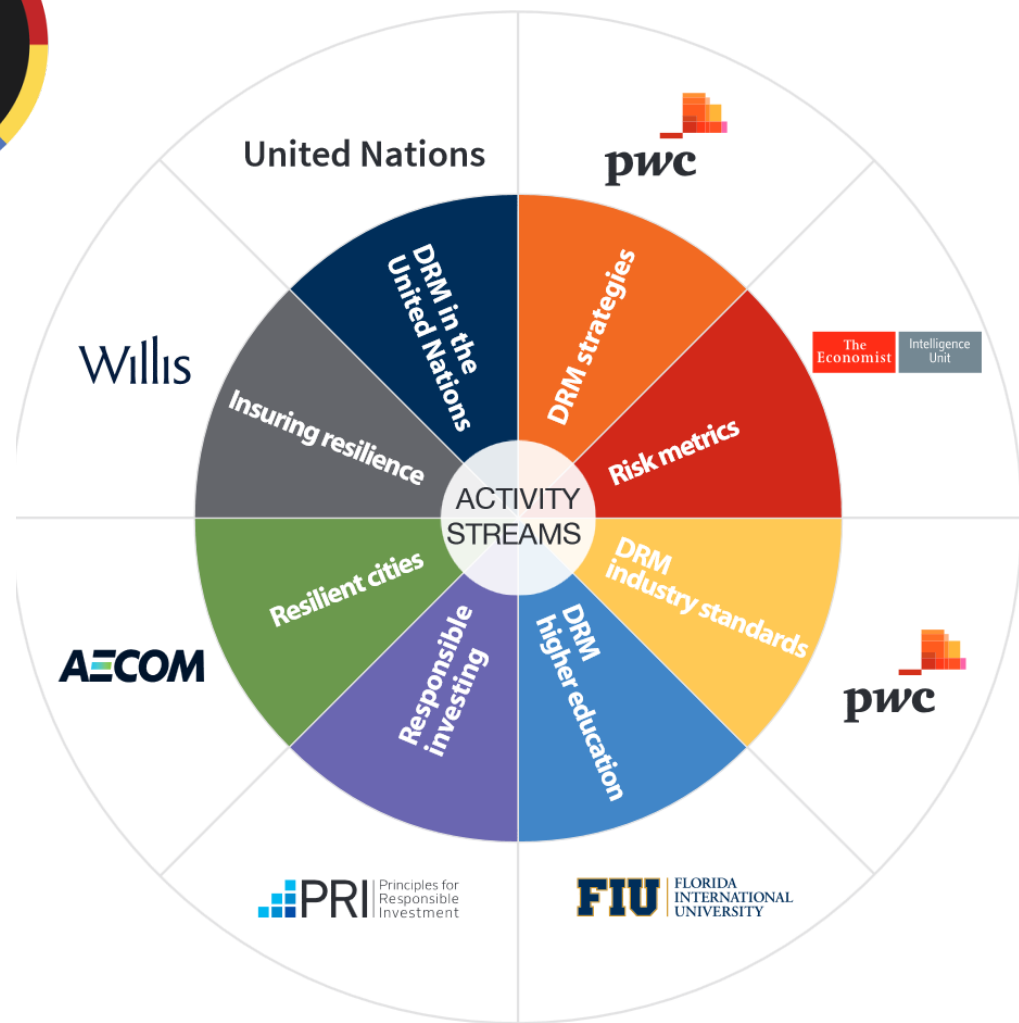 United Nations
pwc
The
Economist
Intelligence
Unit
pwc
FIU
FLORIDA
INTERNATIONAL
UNIVERSITY
PRI
Principles for
Responsible
Investment
AECOM
Willis
DRM in the
United Nations
DRM strategies
Risk metrics
DRM
industry standards
DRM
higher education
Responsible
investing
Resilient cities
Insuring resilience
ACTIVITY
STREAMS